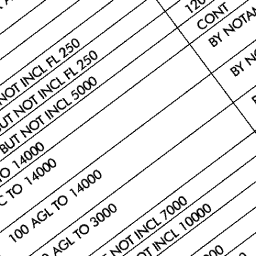 NOT INCL FL 250
BUT NOT INCL FL 250
BUT NOT INCL 5000
TO 14000
TO 14000
100 AGL TO 14000
AGL TO 3000
NOT INCL 7000
NOT INCL 10000
CONT
BY NOTAM
BY